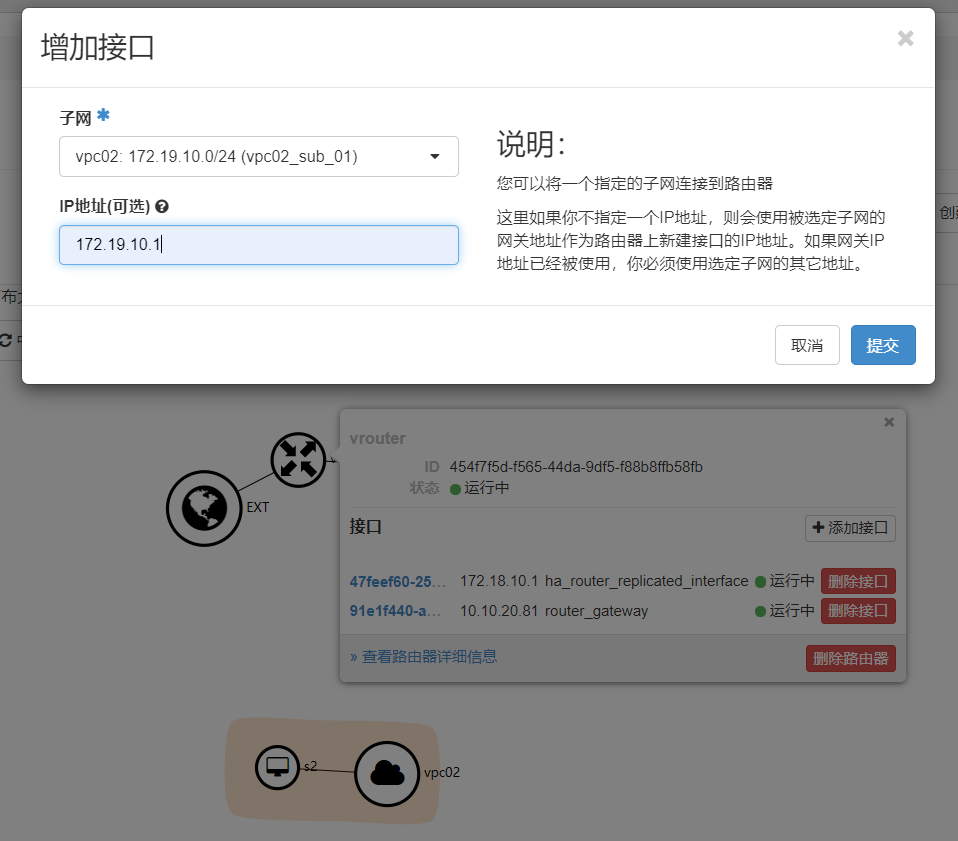 增加接口
×
子网 *
vpc02: 172.19.10.0/24 (vpc02_sub_01)
IP地址(可选)
172.19.10.1
说明：
您可以将一个指定的子网连接到路由器
这里如果你不指定一个IP地址，则会使用被选定子网的
网关地址作为路由器上新建接口的IP地址。如果网关IP
地址已经被使用，你必须使用选定子网的其它地址。
取消
提交
vrouter
ID 454f7f5d-f565-44da-9df5-f88b8ffb58fb
状态 运行中
接口
添加接口
47feef60-25... 172.18.10.1 ha_router_replicated_interface 运行中 删除接口
91e1f440-a... 10.10.20.81 router_gateway 运行中 删除接口
» 查看路由器详细信息
删除路由器
EXT
s2
vpc02